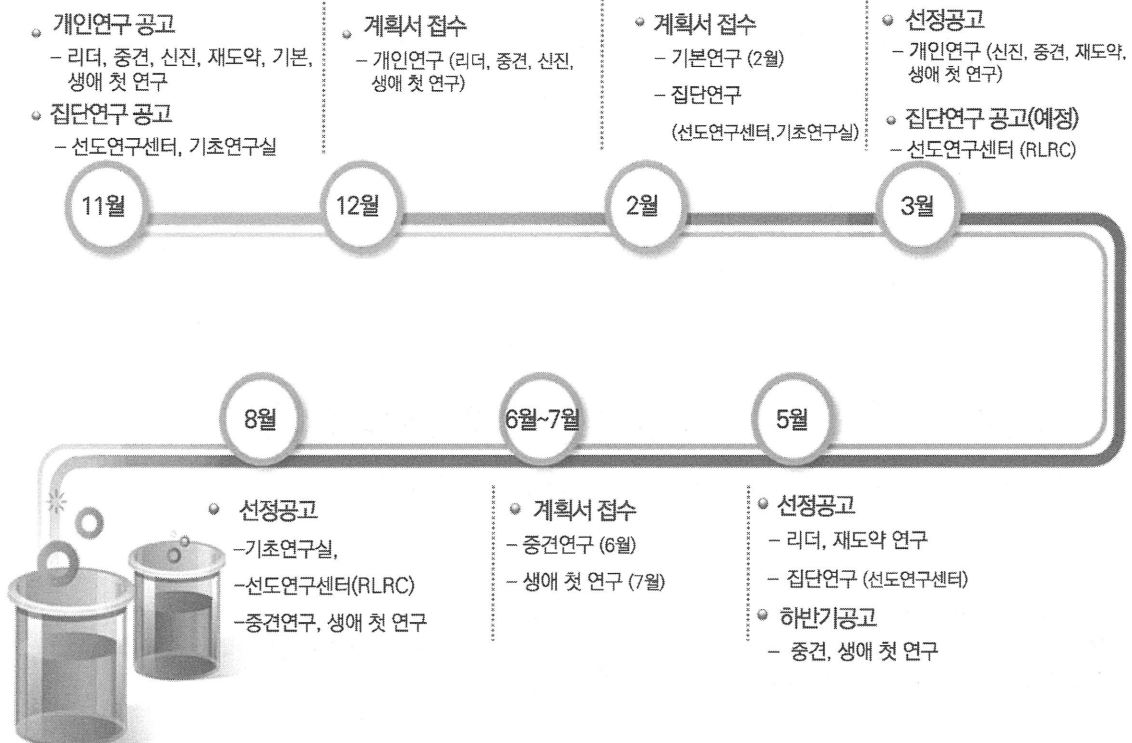 개인연구 공고
– 리더, 중견, 신진, 재도약, 기본,
생애 첫 연구
집단연구 공고
– 선도연구센터, 기초연구실
계획서 접수
– 개인연구 (리더, 중견, 신진,
생애 첫 연구)
계획서 접수
– 기본연구 (2월)
– 집단연구
(선도연구센터,기초연구실)
선정공고
– 개인연구 (신진, 중견, 재도약,
생애 첫 연구)
집단연구 공고(예정)
– 선도연구센터 (RLRC)
11월
12월
2월
3월
8월
6월~7월
5월
선정공고
–기초연구실,
–선도연구센터(RLRC)
–중견연구, 생애 첫 연구
계획서 접수
– 중견연구 (6월)
– 생애 첫 연구 (7월)
선정공고
– 리더, 재도약 연구
– 집단연구 (선도연구센터)
하반기공고
– 중견, 생애 첫 연구